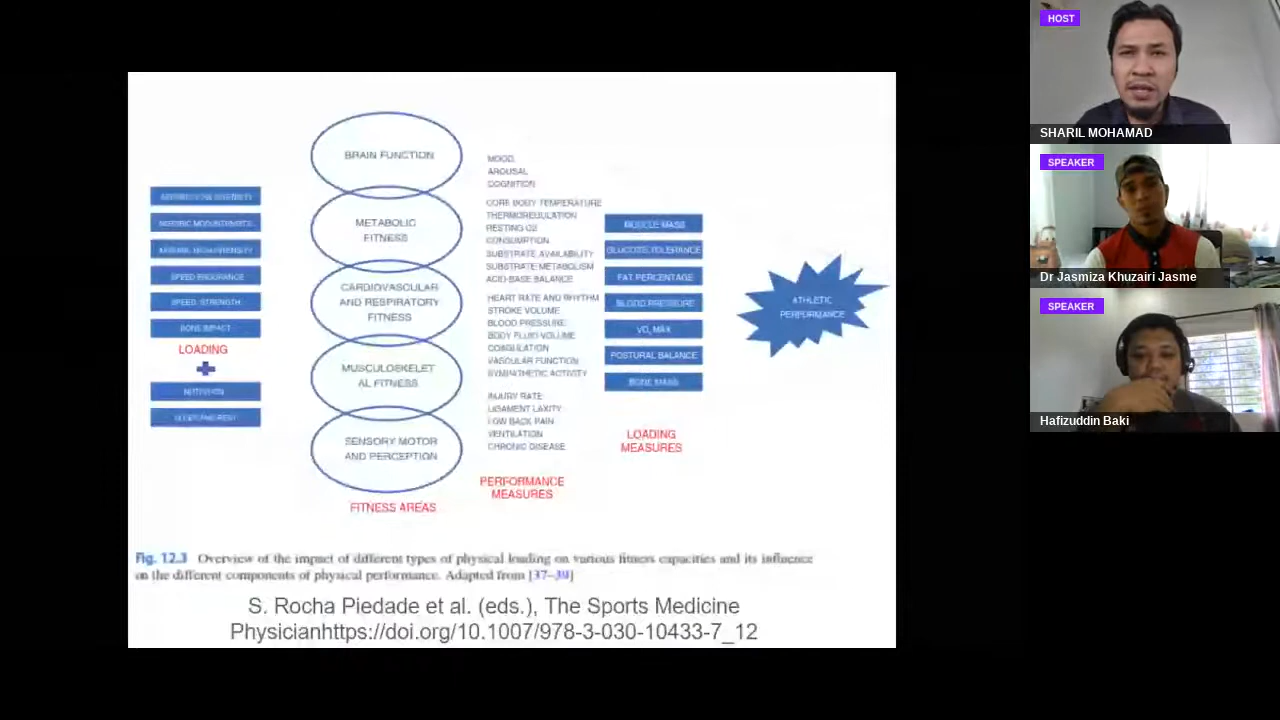 BRAIN FUNCTION
METABOLIC
FITNESS
CARDIOVASCULAR
AND RESPIRATORY
FITNESS
MUSCULOSKELET
AL FITNESS
SENSORY MOTOR
AND PERCEPTION
FITNESS AREAS
SPEED ENDURANCE
SPEED, STRENGTH
BONE IMPACT
LOADING
NUTRITION
SLEEP AND REST
MOOD,
AROUSAL
COGNITION
CORE BODY TEMPERATURE
THERMOREGULATION
RESTING O2
CONSUMPTION
SUBSTRATE AVAILABILITY
SUBSTRATE METABOLISM
ACID-BASE BALANCE
HEART RATE AND RHYTHM
STROKE VOLUME
BLOOD PRESSURE
BODY FLUID VOLUME
COAGULATION
VASCULAR FUNCTION
SYMPATHETIC ACTIVITY
INJURY RATE
LIGAMENT LAXITY
LOW BACK PAIN
VENTILATION
CHRONIC DISEASE
PERFORMANCE
MEASURES
MUSCLE MASS
GLUCOSE TOLERANCE
FAT PERCENTAGE
BLOOD PRESSURE
VO2 MAX
POSTURAL BALANCE
BONE MASS
LOADING
MEASURES
ATHLETIC
PERFORMANCE
Fig. 12.3 Overview of the impact of different types of physical loading on various fitness capacities and its influence
on the different components of physical performance. Adapted from [37–39]
S. Rocha Piedade et al. (eds.), The Sports Medicine
Physicianhttps://doi.org/10.1007/978-3-030-10433-7_12
HOST
SHARIL MOHAMAD
SPEAKER
Dr Jasmiza Khuzairi Jasme
SPEAKER
Hafizuddin Baki